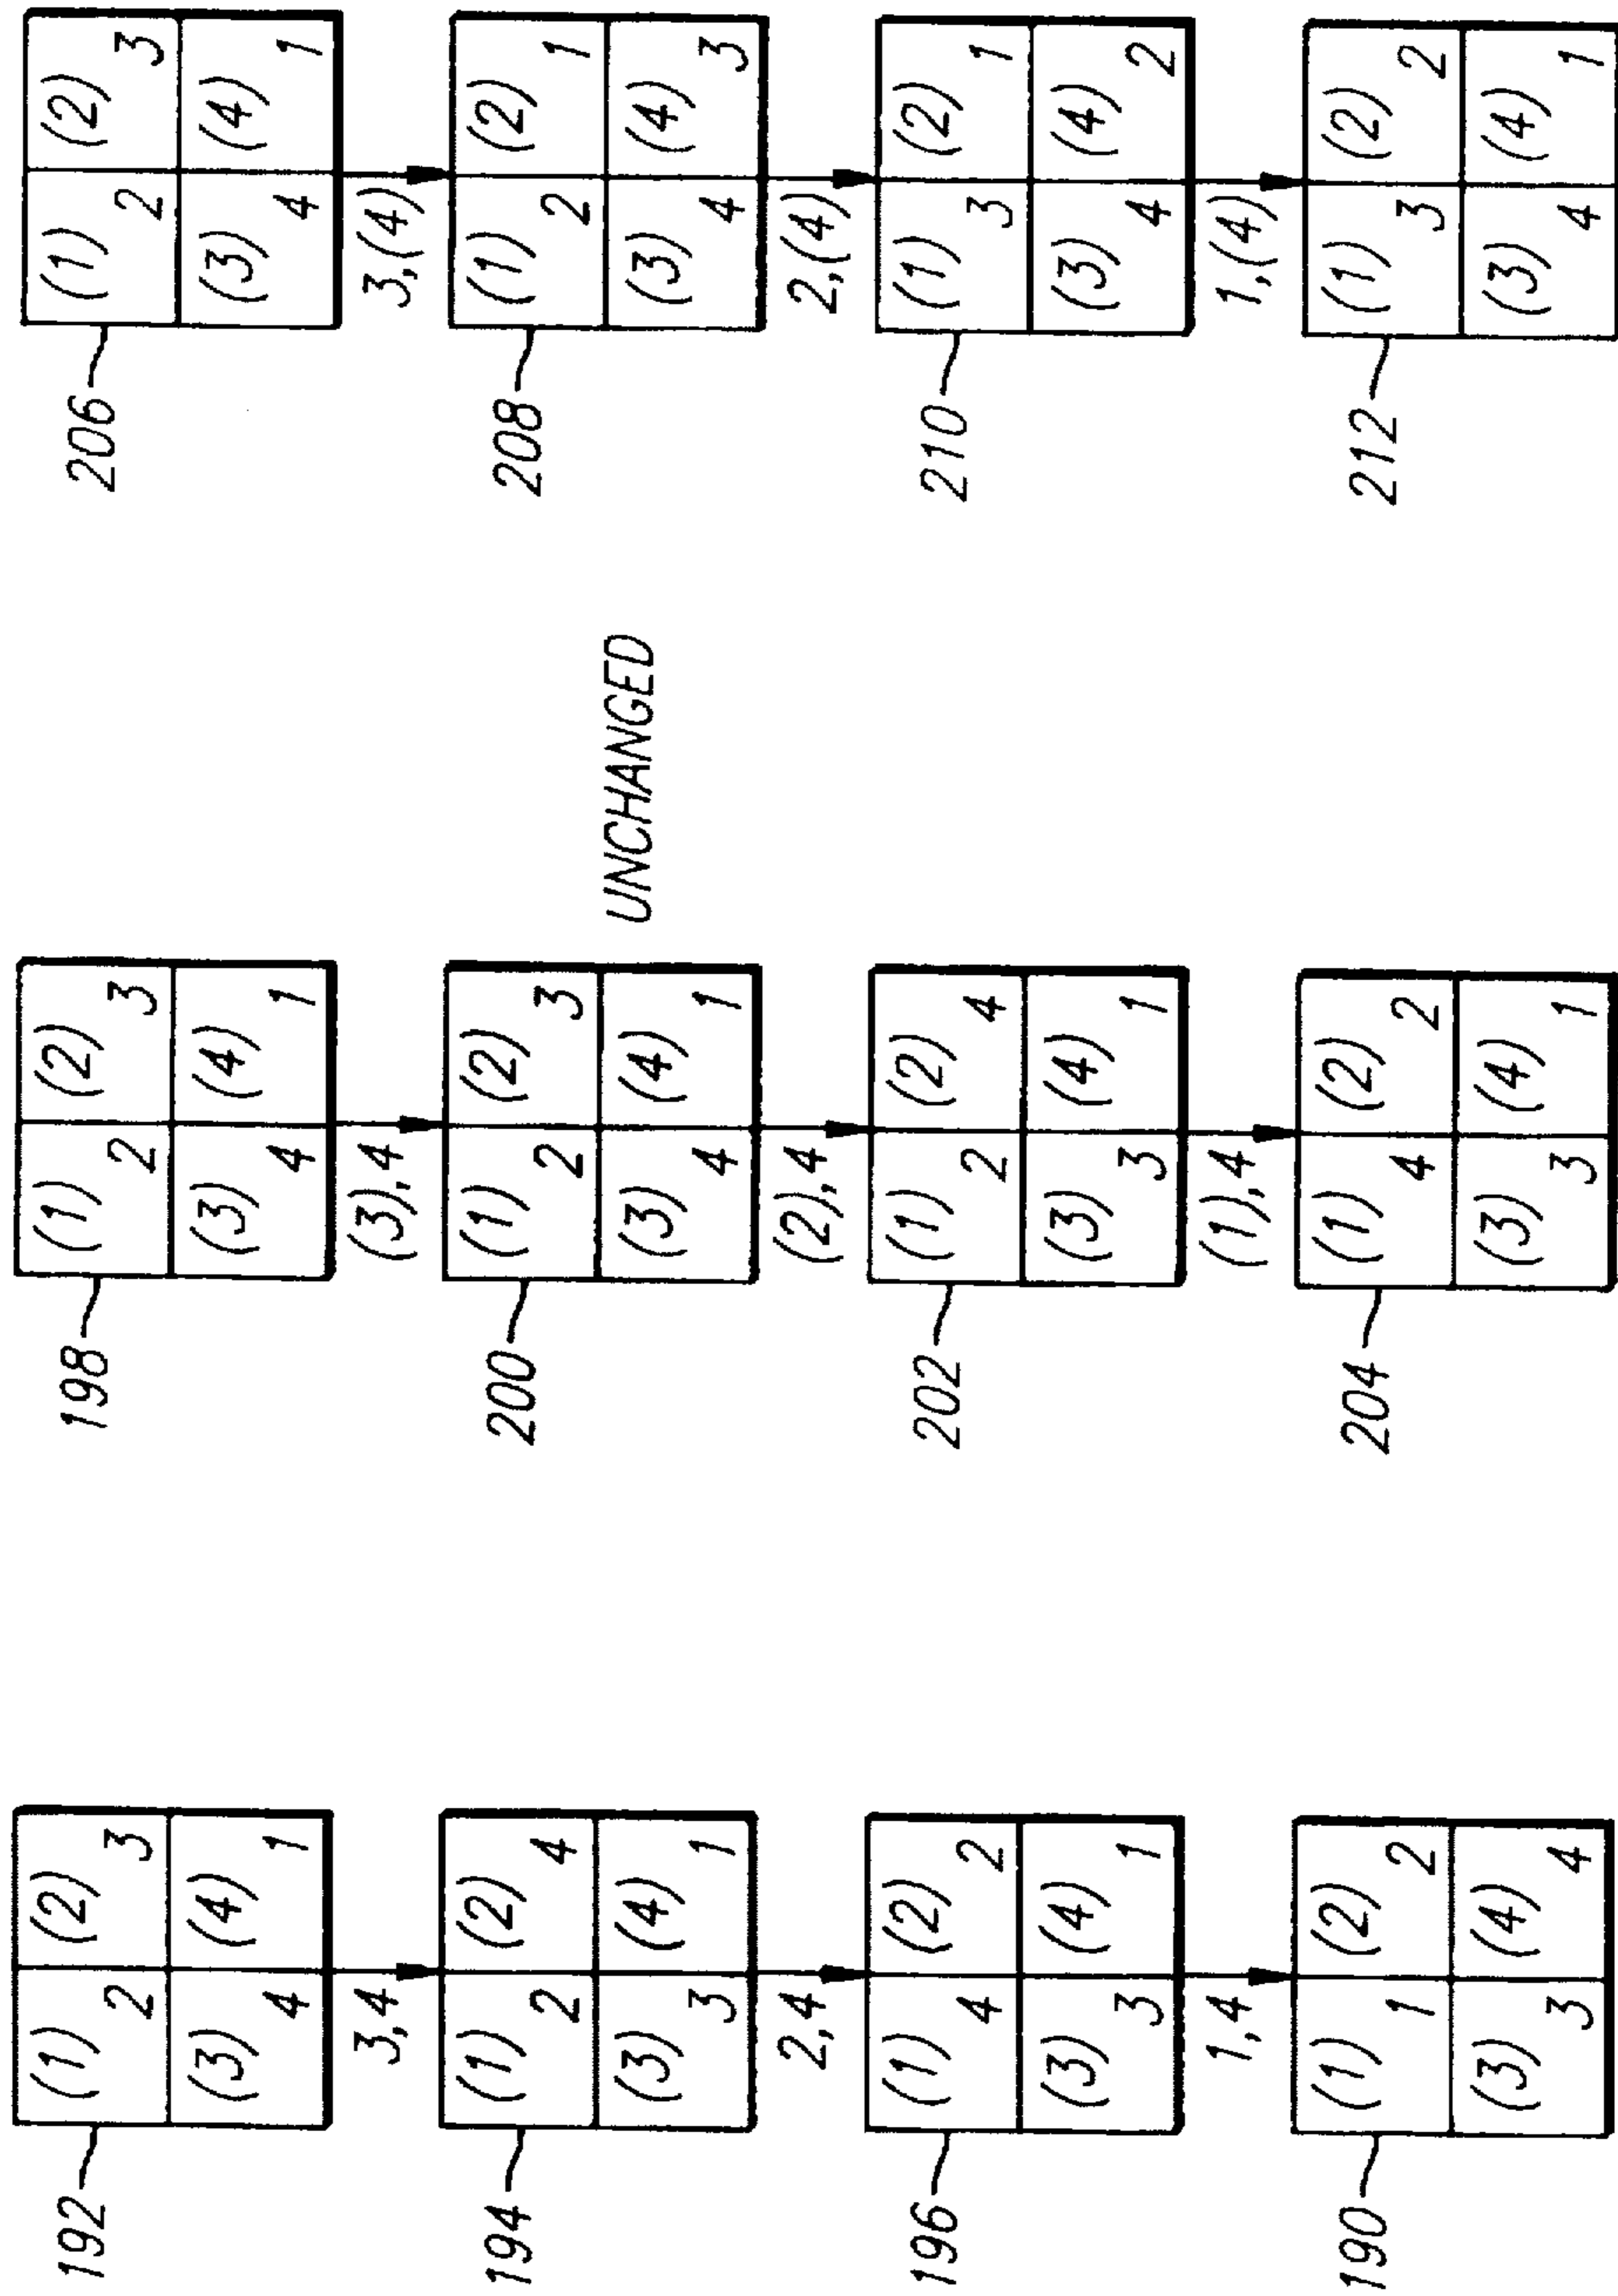 192
(1) 2 (2) 3
(3) 4 (4) 1
3,4
194
(1) 2 (2) 4
(3) 3 (4) 1
2,4
196
(1) 4 (2) 2
(3) 3 (4) 1
1,4
190
(1) 1 (2) 2
(3) 3 (4) 4
198
(1) 2 (2) 3
(3) 4 (4) 1
(3),4
200
(1) 2 (2) 3
(3) 4 (4) 1
UNCHANGED
(2),4
202
(1) 2 (2) 4
(3) 3 (4) 1
(1),4
204
(1) 4 (2) 2
(3) 3 (4) 1
206
(1) 2 (2) 3
(3) 4 (4) 1
3,(4)
208
(1) 2 (2) 1
(3) 4 (4) 3
2,(4)
210
(1) 3 (2) 1
(3) 4 (4) 2
1,(4)
212
(1) 3 (2) 2
(3) 4 (4) 1